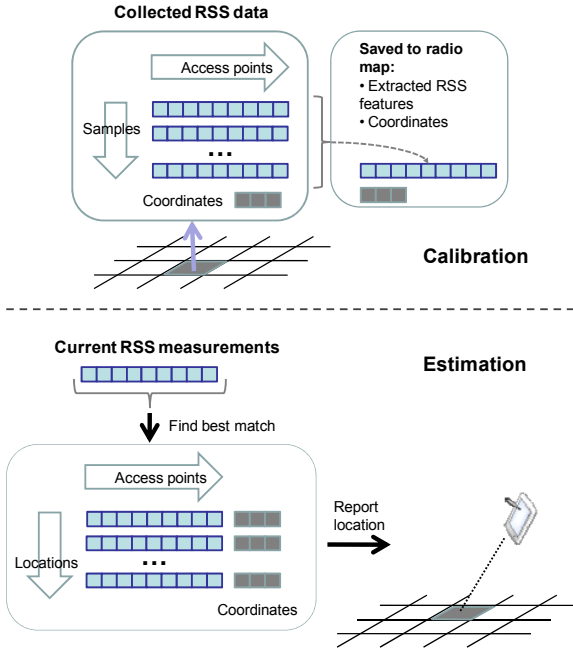 Collected RSS data
Access points
Samples
...
Coordinates
Saved to radio
map:
• Extracted RSS
features
• Coordinates
Calibration
Current RSS measurements
Estimation
Find best match
Access points
Locations
...
Coordinates
Report
location